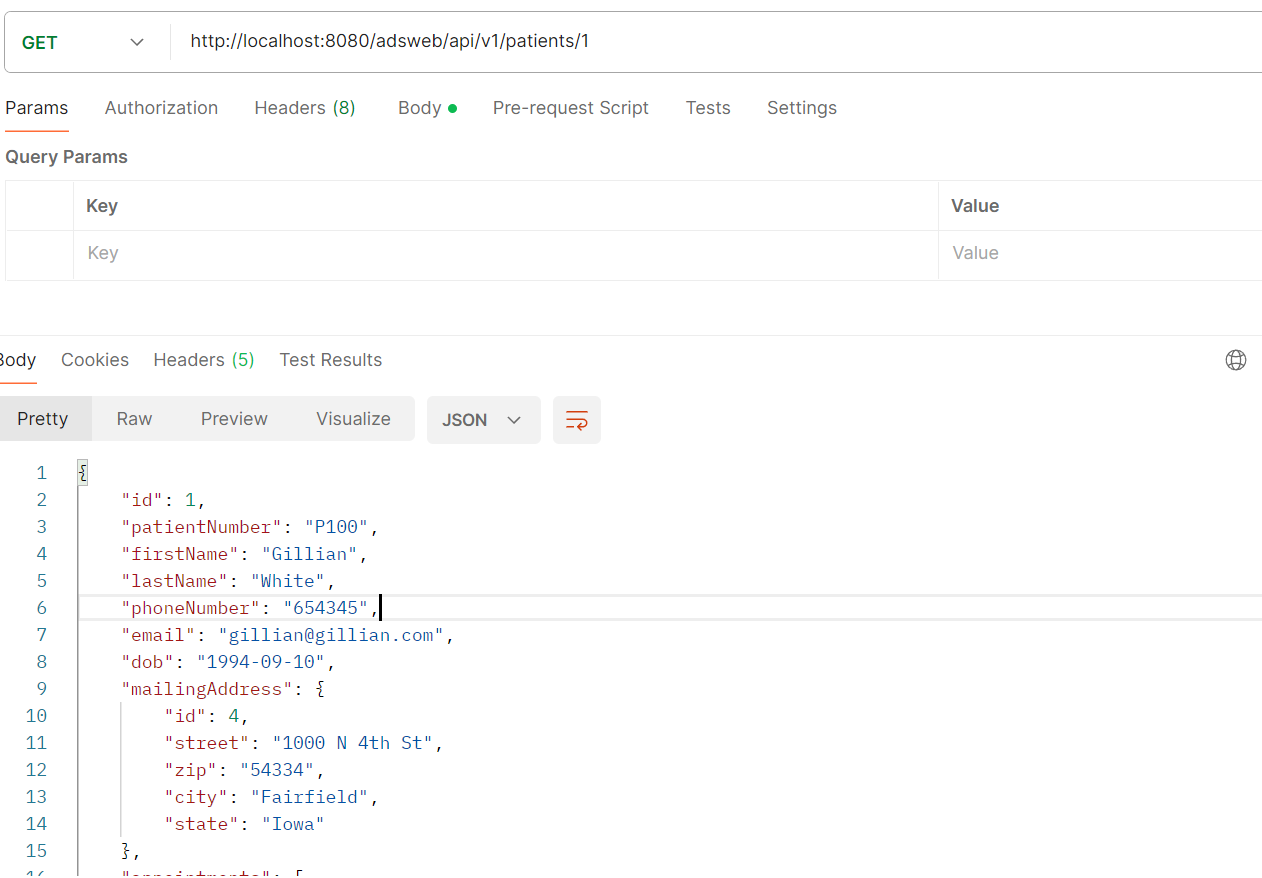 GET http://localhost:8080/adsweb/api/v1/patients/1
Params Authorization Headers (8) Body Pre-request Script Tests Settings
Query Params
Key Value
Key Value
Body Cookies Headers (5) Test Results
Pretty Raw Preview Visualize JSON
1 {
2 "id": 1,
3 "patientNumber": "P100",
4 "firstName": "Gillian",
5 "lastName": "White",
6 "phoneNumber": "654345",
7 "email": "gillian@gillian.com",
8 "dob": "1994-09-10",
9 "mailingAddress": {
10 "id": 4,
11 "street": "1000 N 4th St",
12 "zip": "54334",
13 "city": "Fairfield",
14 "state": "Iowa"
15 },
16 "appointments": [